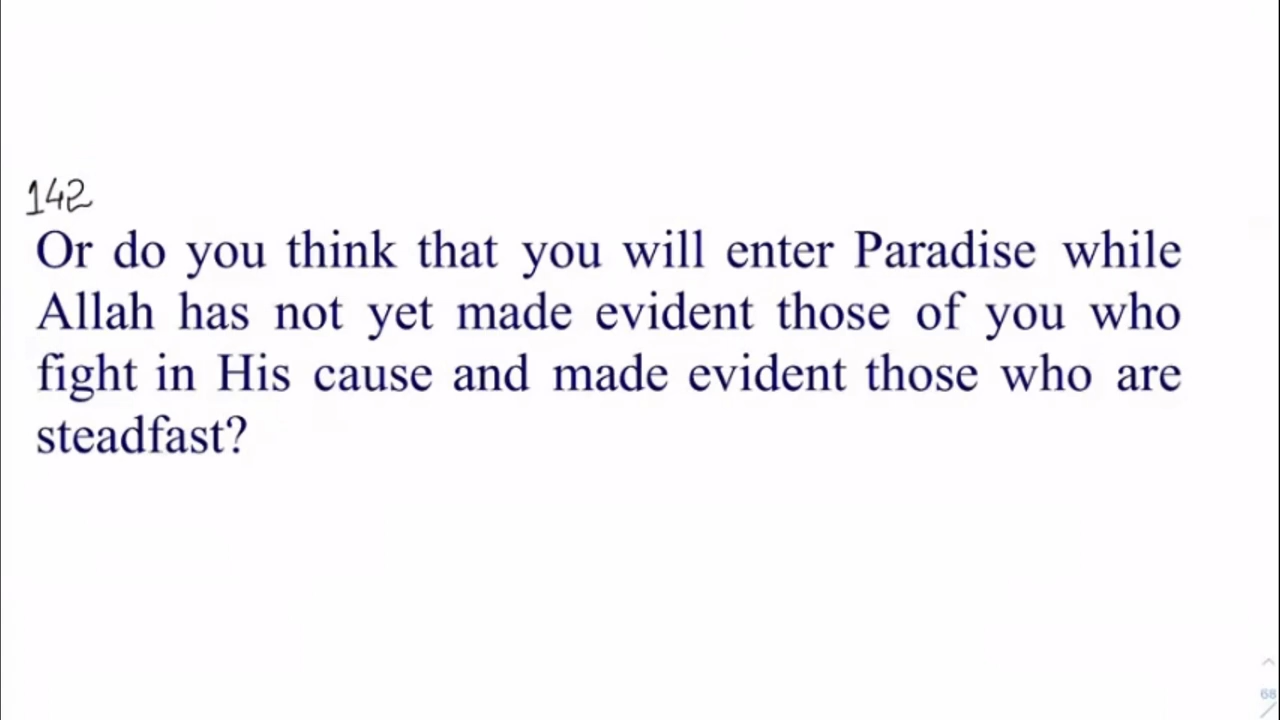 142
Or do you think that you will enter Paradise while
Allah has not yet made evident those of you who
fight in His cause and made evident those who are
steadfast?
68